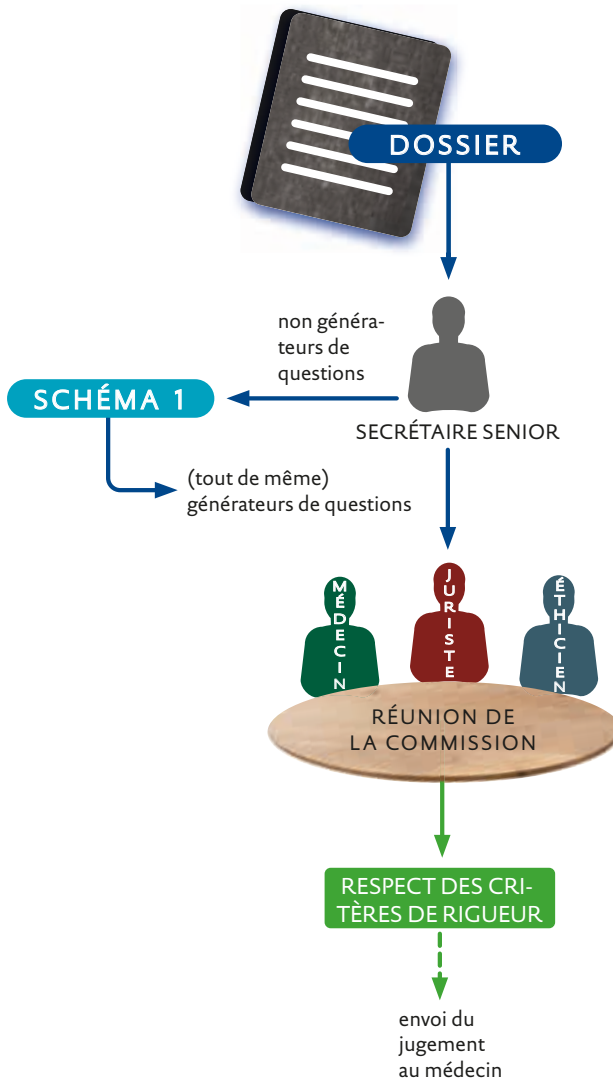 DOSSIER
non généra-
teurs de
questions
SCHÉMA 1
SECRÉTAIRE SENIOR
(tout de même)
générateurs de questions
MÉDECIN
JURISTE
ÉTHICIEN
RÉUNION DE
LA COMMISSION
RESPECT DES CRI-
TÈRES DE RIGUEUR
envoi du
jugement
au médecin